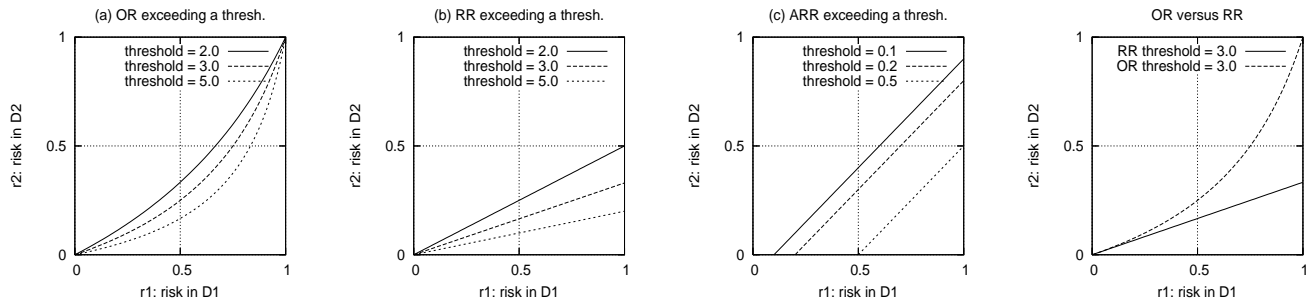 (a) OR exceeding a thresh.
1
0.5
0
0
0.5
1
r2: risk in D2
r1: risk in D1
threshold = 2.0
threshold = 3.0
threshold = 5.0
(b) RR exceeding a thresh.
1
0.5
0
0
0.5
1
r2: risk in D2
r1: risk in D1
threshold = 2.0
threshold = 3.0
threshold = 5.0
(c) ARR exceeding a thresh.
1
0.5
0
0
0.5
1
r2: risk in D2
r1: risk in D1
threshold = 0.1
threshold = 0.2
threshold = 0.5
OR versus RR
1
0.5
0
0
0.5
1
r2: risk in D2
r1: risk in D1
RR threshold = 3.0
OR threshold = 3.0